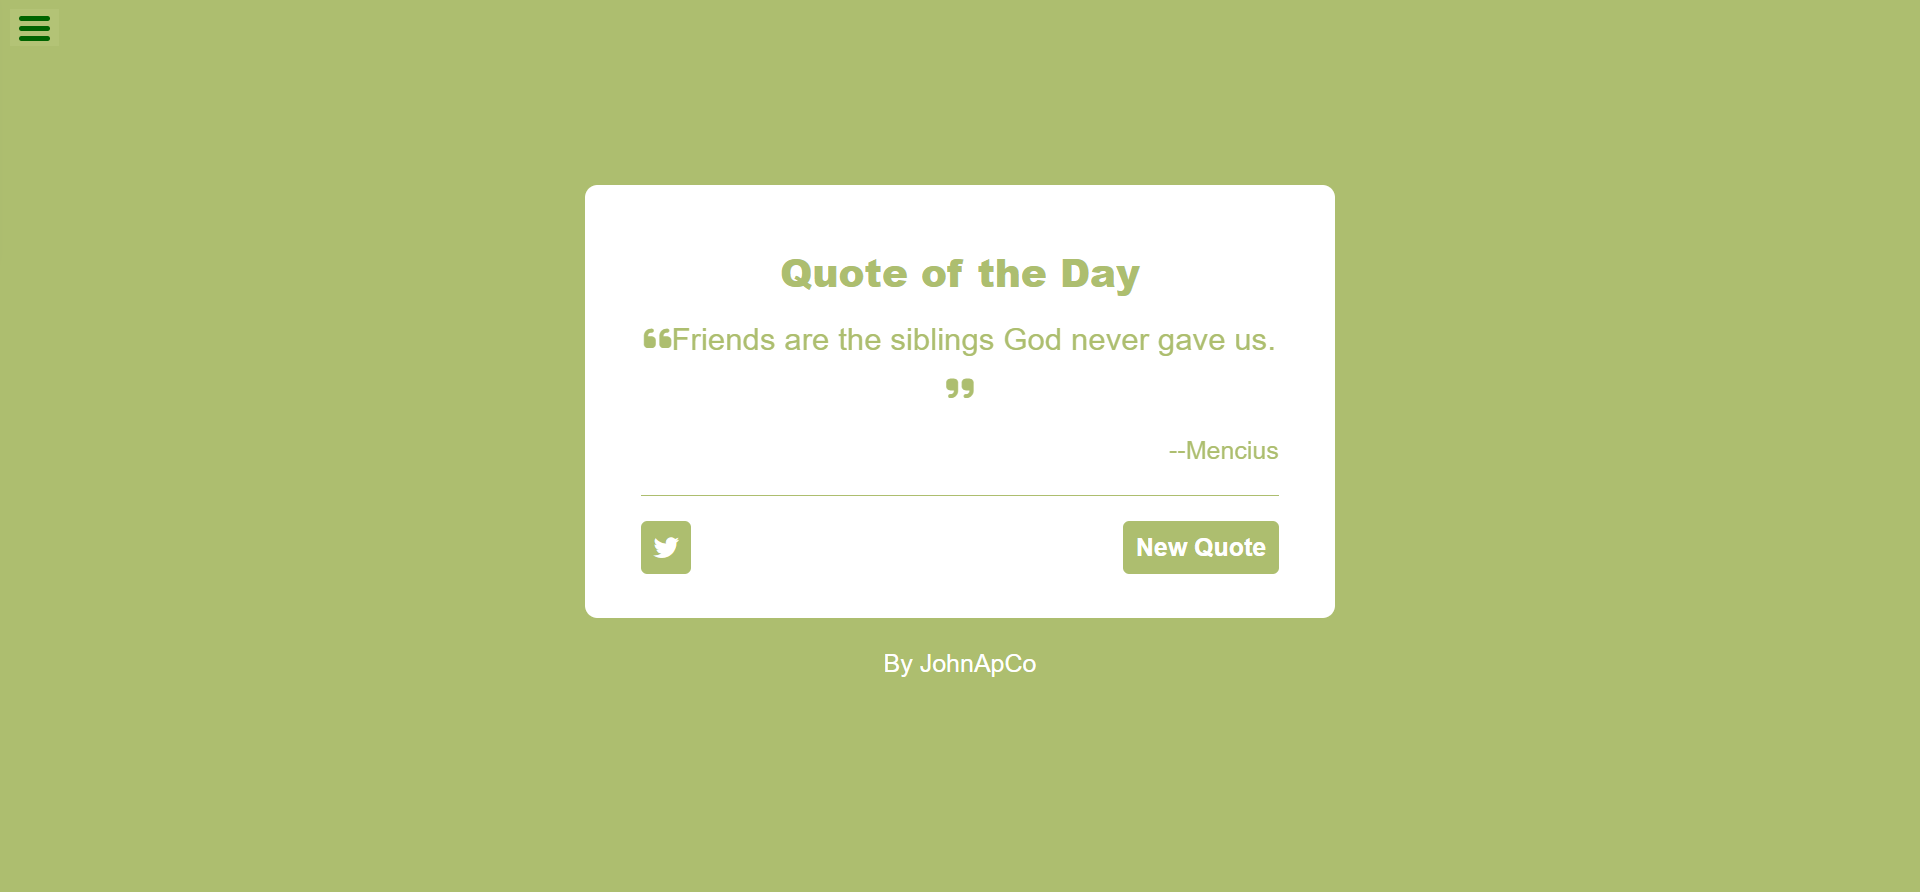 Quote of the Day
“Friends are the siblings God never gave us.
”
--Mencius
New Quote
By JohnApCo